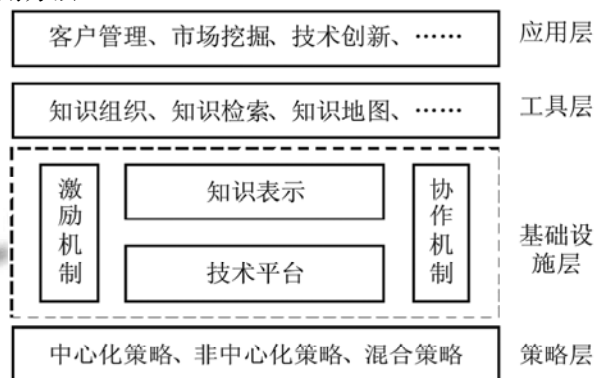 客户管理、市场挖掘、技术创新、……
应用层
知识组织、知识检索、知识地图、……
工具层
激励机制
知识表示
技术平台
协作机制
基础设
施层
中心化策略、非中心化策略、混合策略
策略层